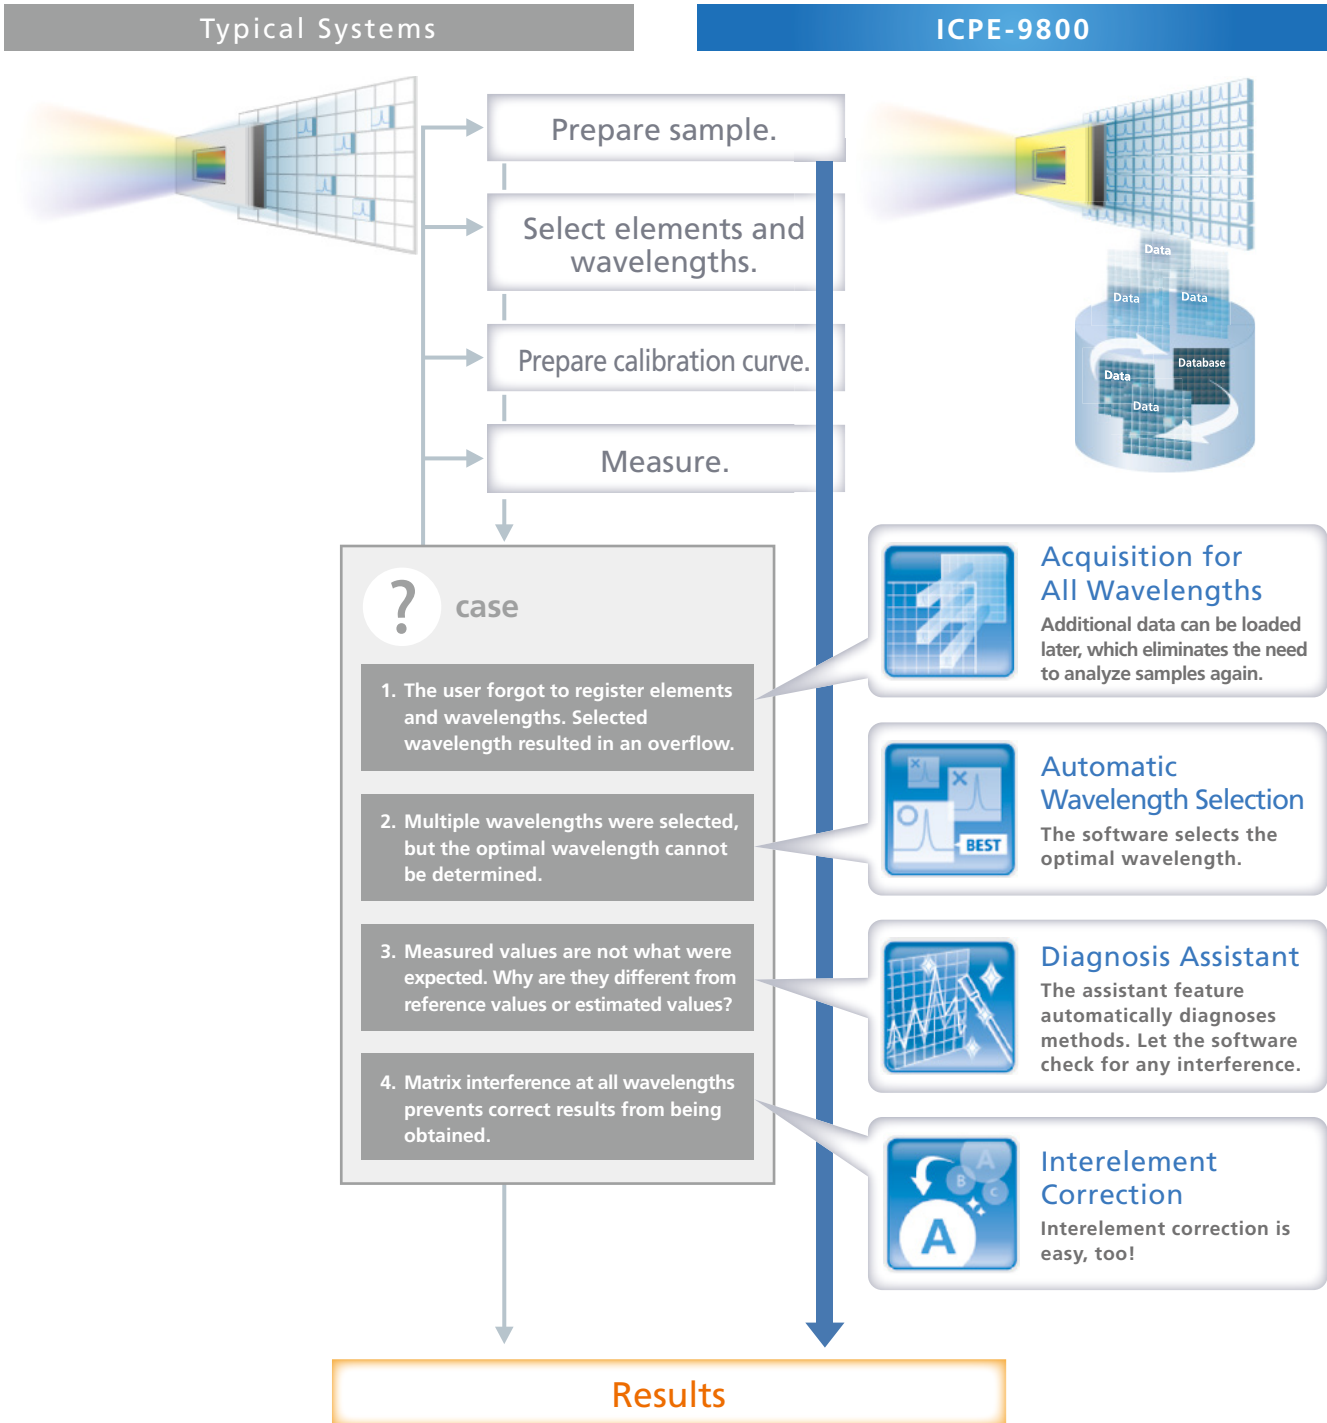 Typical Systems
ICPE-9800
Prepare sample.
Select elements and
wavelengths.
Prepare calibration curve.
Measure.
Data
Data
Data
Database
Data
Data
?
case
1. The user forgot to register elements
and wavelengths. Selected
wavelength resulted in an overflow.
2. Multiple wavelengths were selected,
but the optimal wavelength cannot
be determined.
3. Measured values are not what were
expected. Why are they different from
reference values or estimated values?
4. Matrix interference at all wavelengths
prevents correct results from being
obtained.
Acquisition for
All Wavelengths
Additional data can be loaded
later, which eliminates the need
to analyze samples again.
BEST
Automatic
Wavelength Selection
The software selects the
optimal wavelength.
Diagnosis Assistant
The assistant feature
automatically diagnoses
methods. Let the software
check for any interference.
A
B
C
A
Interelement
Correction
Interelement correction is
easy, too!
Results